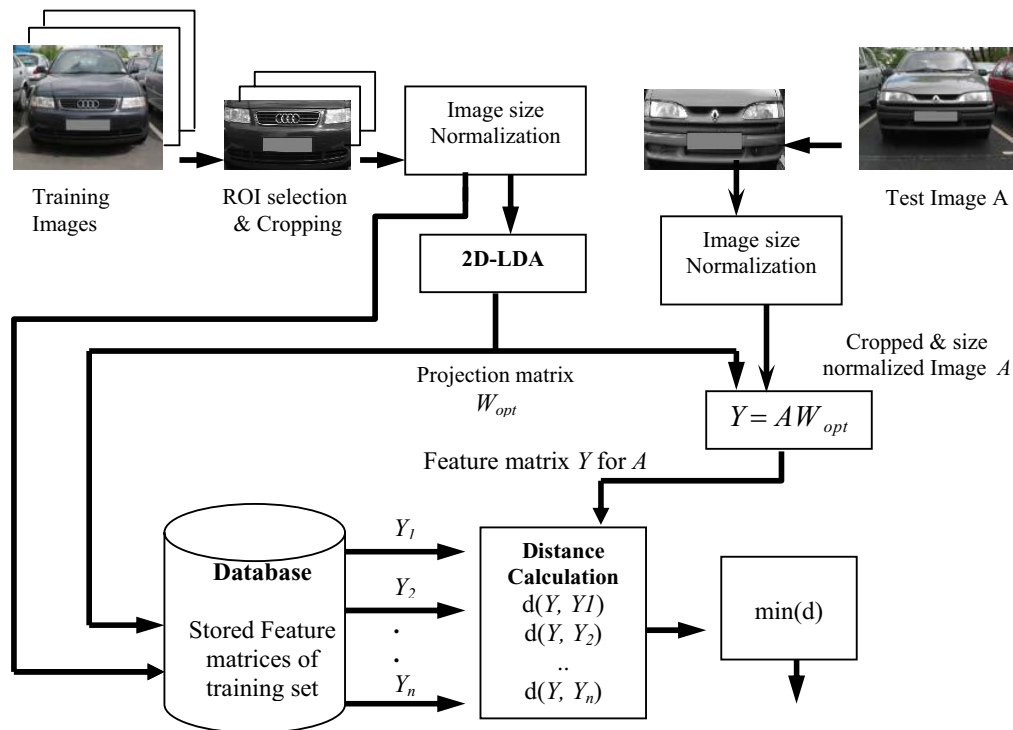 Training
Images
ROI selection
& Cropping
Image size
Normalization
2D-LDA
Image size
Normalization
Test Image A
Cropped & size
normalized Image A
Projection matrix
W_opt
Y = AW_opt
Feature matrix Y for A
Database
Stored Feature
matrices of
training set
Y_1
Y_2
.
.
Y_n
Distance
Calculation
d(Y, Y1)
d(Y, Y_2)
..
d(Y, Y_n)
min(d)